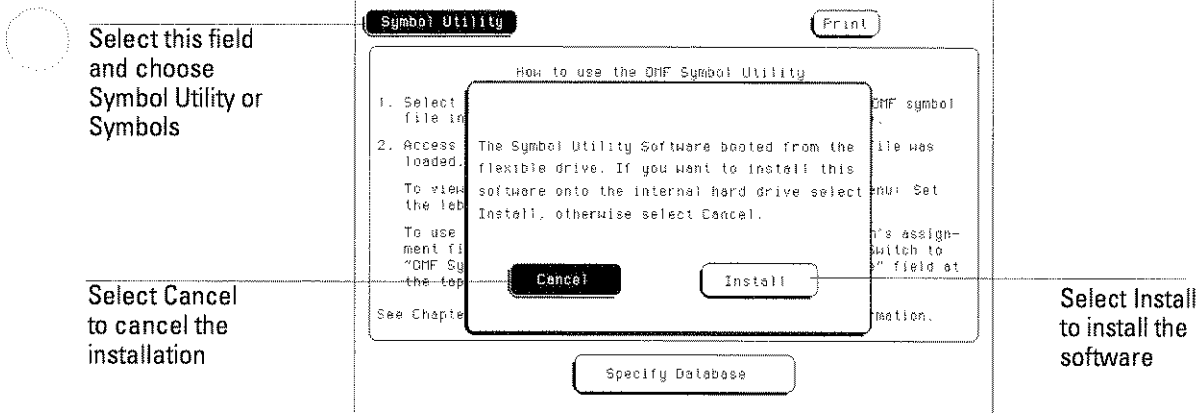 Select this field
and choose
Symbol Utility or
Symbols
Symbol Utility
Print
How to use the OMF Symbol Utility
1. Select
OMF symbol
file in
2. Access
ile was
loaded.
To view
enu: Set
the lab
To use
n's assign-
ment fi
Switch to
"OMF Sy
" field at
the top
See Chapte
mation.
The Symbol Utility Software booted from the
flexible drive. If you want to install this
software onto the internal hard drive select
Install, otherwise select Cancel.
Cancel
Install
Specify Database
Select Cancel
to cancel the
installation
Select Install
to install the
software